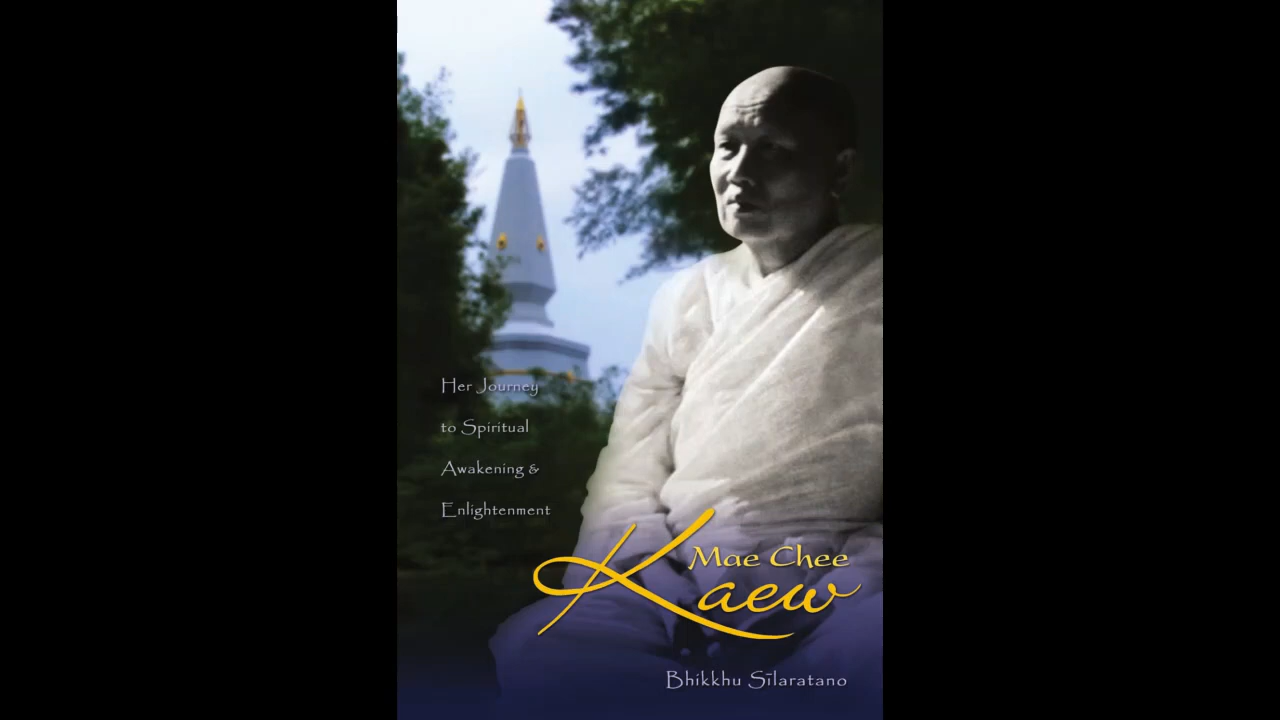 Her Journey
to Spiritual
Awakening &
Enlightenment
Mae Chee
Kaew
Bhikkhu Sīlaratano